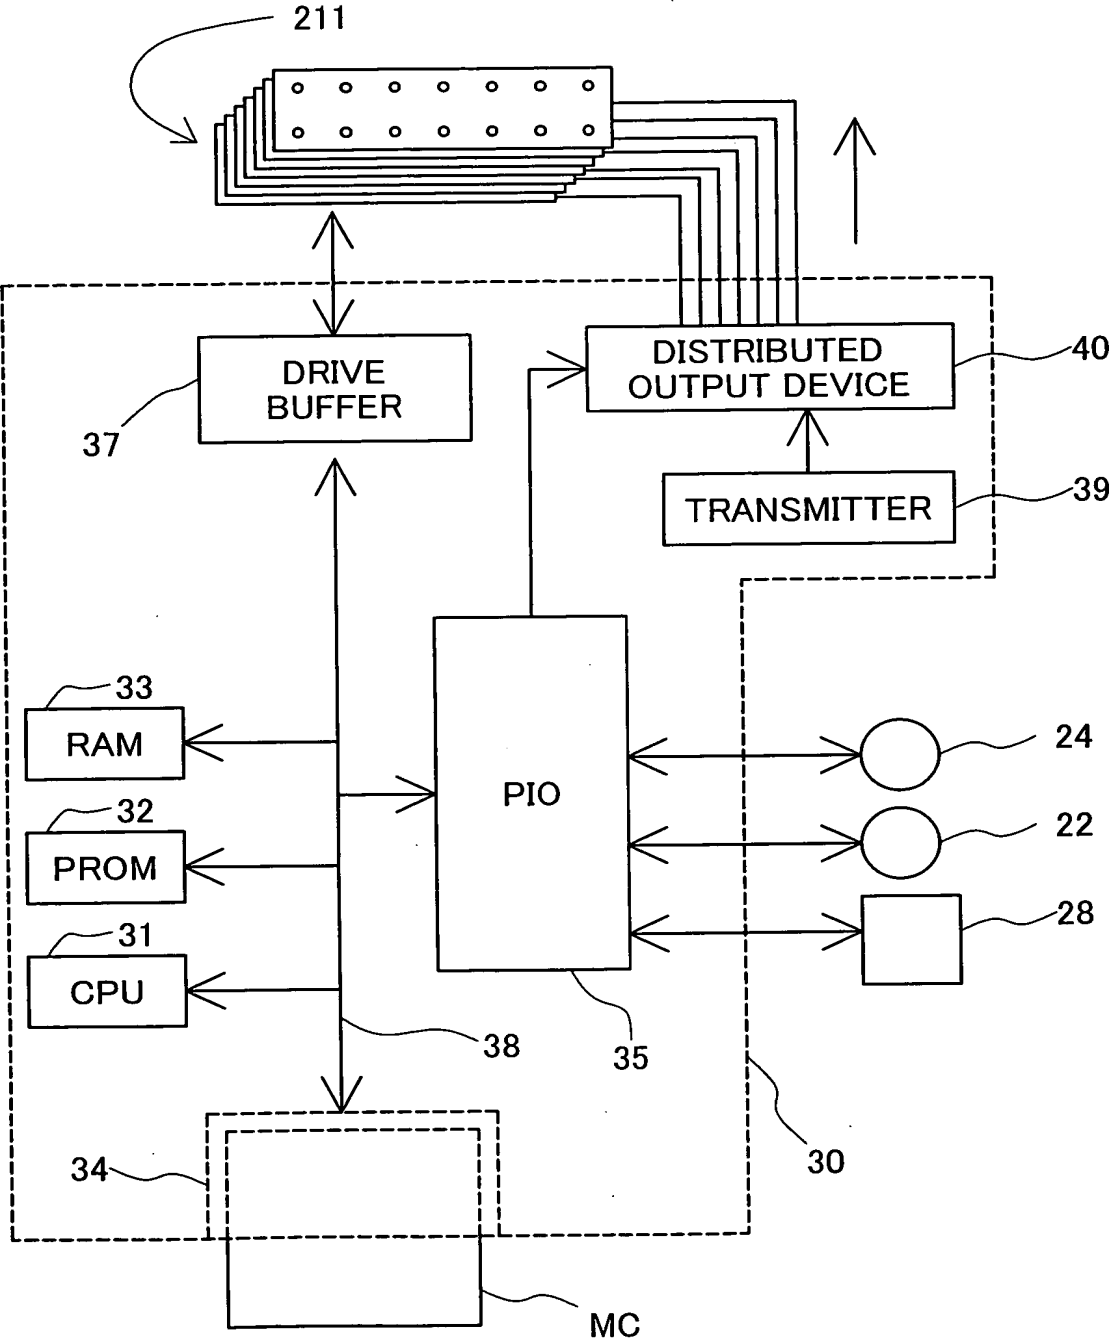 211
DISTRIBUTED
OUTPUT DEVICE
40
DRIVE
BUFFER
37
TRANSMITTER
39
33
RAM
32
PROM
31
CPU
PIO
24
22
28
38
35
34
30
MC